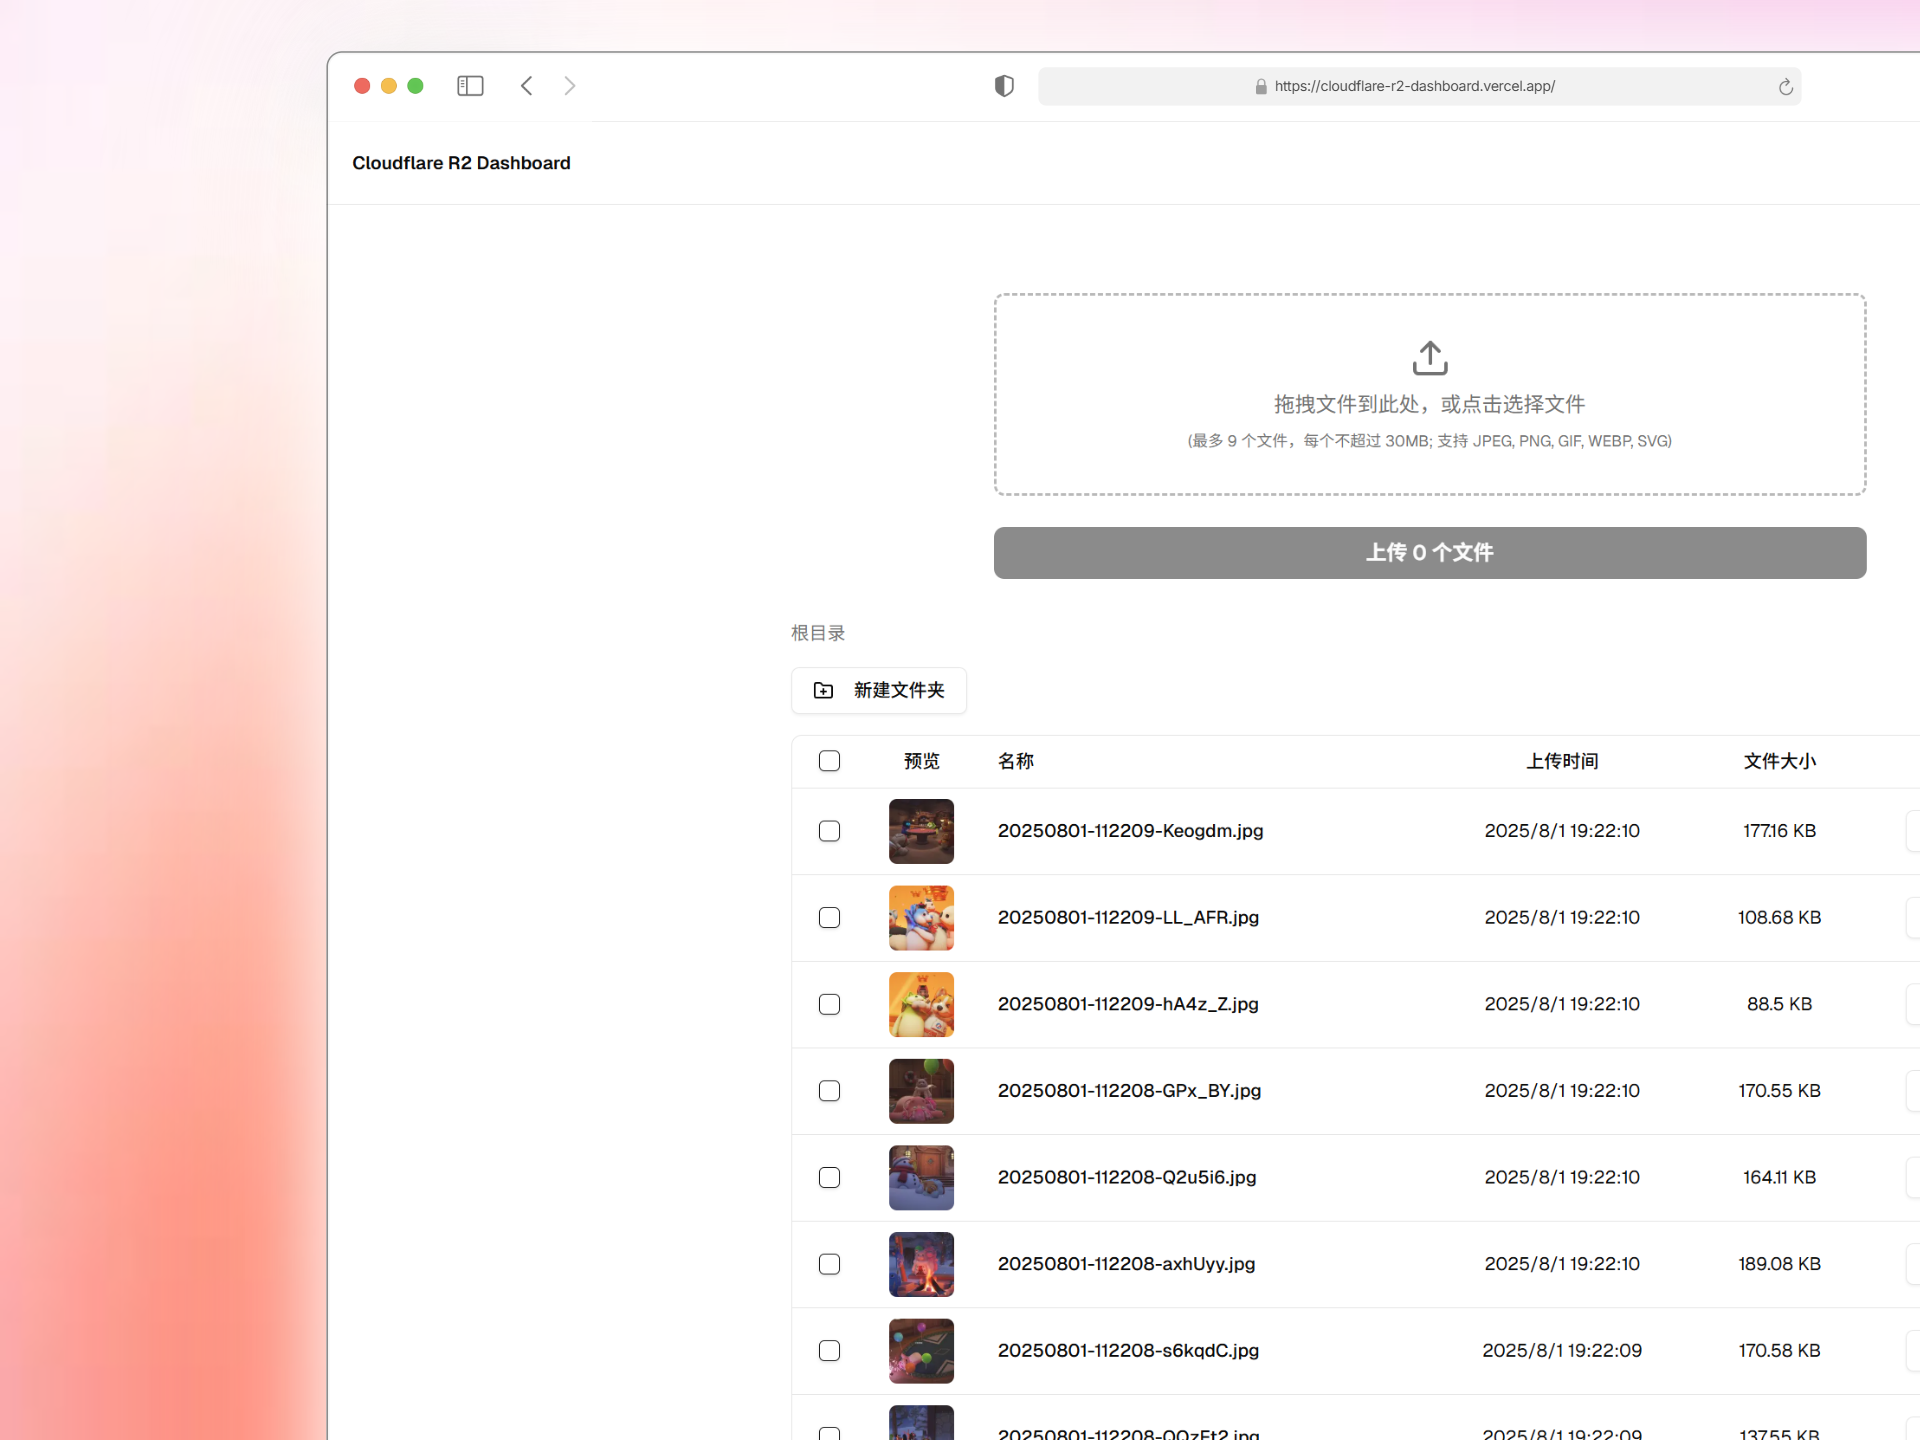 https://cloudflare-r2-dashboard.vercel.app/
Cloudflare R2 Dashboard
拖拽文件到此处，或点击选择文件
(最多 9 个文件，每个不超过 30MB; 支持 JPEG, PNG, GIF, WEBP, SVG)
上传 0 个文件
根目录
新建文件夹
预览 名称 上传时间 文件大小
20250801-112209-Keogdm.jpg 2025/8/1 19:22:10 177.16 KB
20250801-112209-LL_AFR.jpg 2025/8/1 19:22:10 108.68 KB
20250801-112209-hA4z_Z.jpg 2025/8/1 19:22:10 88.5 KB
20250801-112208-GPx_BY.jpg 2025/8/1 19:22:10 170.55 KB
20250801-112208-Q2u5i6.jpg 2025/8/1 19:22:10 164.11 KB
20250801-112208-axhUyy.jpg 2025/8/1 19:22:10 189.08 KB
20250801-112208-s6kqdC.jpg 2025/8/1 19:22:09 170.58 KB
2025/8/1 19:22:09 137.55 KB